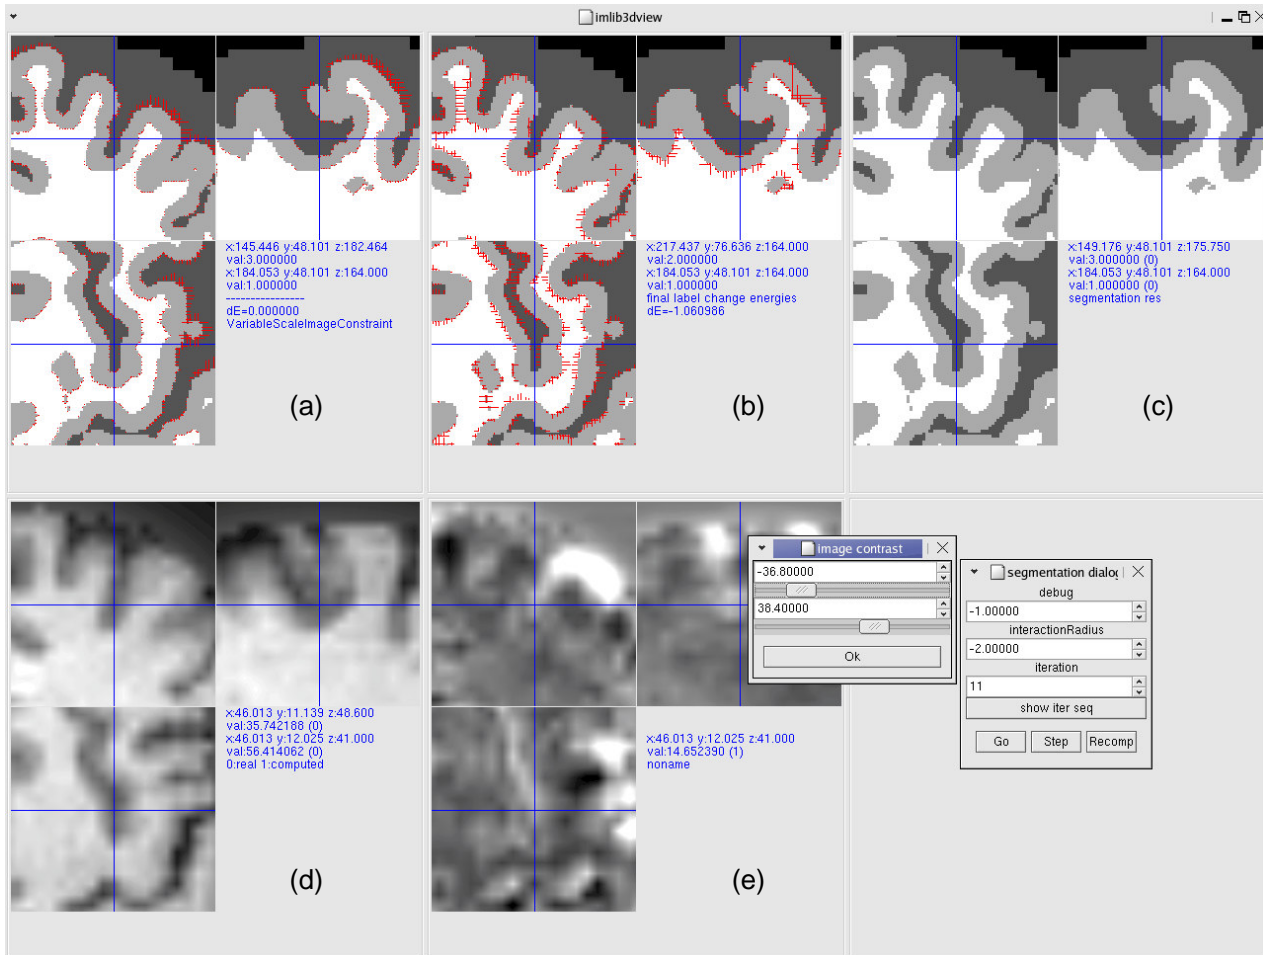 imlib3dview
x:145.446 y:48.101 z:182.464
val:3.000000
x:184.053 y:48.101 z:164.000
val:1.000000
----------------
dE=0.000000
VariableScaleImageConstraint
(a)
x:217.437 y:76.636 z:164.000
val:2.000000
x:184.053 y:48.101 z:164.000
val:1.000000
final label change energies
dE=-1.060986
(b)
x:149.176 y:48.101 z:175.750
val:3.000000 (0)
x:184.053 y:48.101 z:164.000
val:1.000000 (0)
segmentation res
(c)
x:46.013 y:11.139 z:48.600
val:35.742188 (0)
x:46.013 y:12.025 z:41.000
val:56.414062 (0)
0:real 1:computed
(d)
x:46.013 y:12.025 z:41.000
val:14.652390 (1)
noname
(e)
image contrast
-36.80000
38.40000
Ok
segmentation dialog
debug
-1.00000
interactionRadius
-2.00000
iteration
11
show iter seq
Go Step Recomp